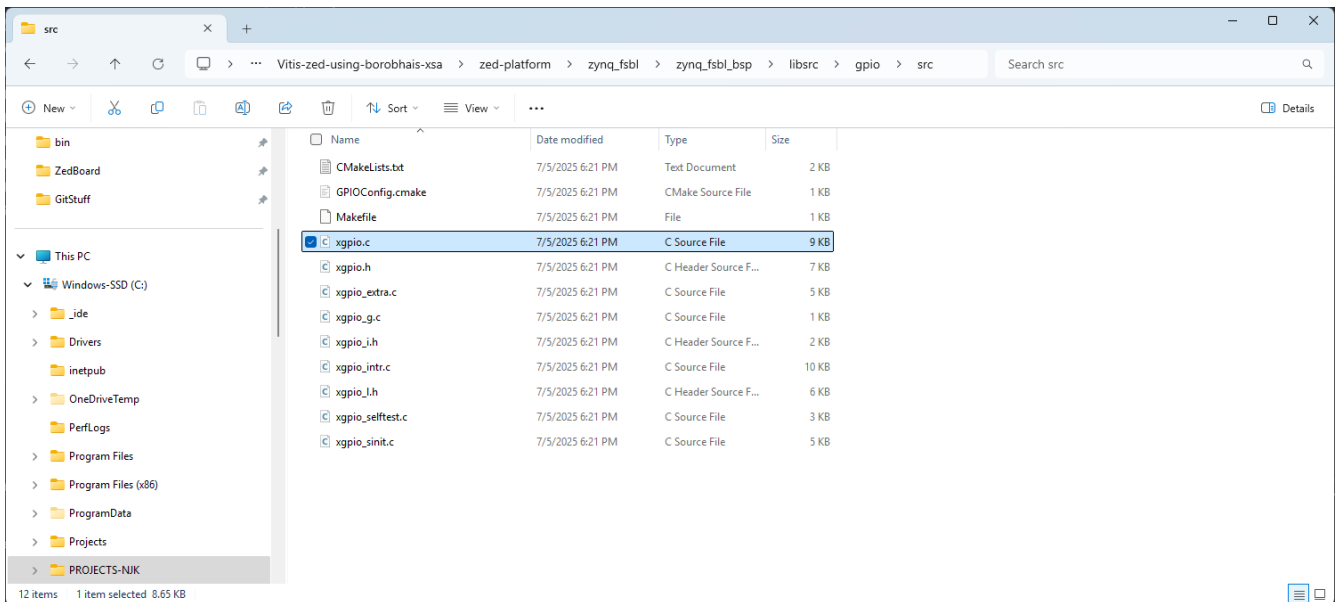 src
Vitis-zed-using-borobhais-xsa > zed-platform > zynq_fsbl > zynq_fsbl_bsp > libsrc > gpio > src
Search src
New
Sort
View
Details
bin
ZedBoard
GitStuff
This PC
Windows-SSD (C:)
_ide
Drivers
inetpub
OneDriveTemp
PerfLogs
Program Files
Program Files (x86)
ProgramData
Projects
PROJECTS-NJK
Name Date modified Type Size
CMakeLists.txt 7/5/2025 6:21 PM Text Document 2 KB
GPIOConfig.cmake 7/5/2025 6:21 PM CMake Source File 1 KB
Makefile 7/5/2025 6:21 PM File 1 KB
xgpio.c 7/5/2025 6:21 PM C Source File 9 KB
xgpio.h 7/5/2025 6:21 PM C Header Source F... 7 KB
xgpio_extra.c 7/5/2025 6:21 PM C Source File 5 KB
xgpio_g.c 7/5/2025 6:21 PM C Source File 1 KB
xgpio_i.h 7/5/2025 6:21 PM C Header Source F... 2 KB
xgpio_intr.c 7/5/2025 6:21 PM C Source File 10 KB
xgpio_l.h 7/5/2025 6:21 PM C Header Source F... 6 KB
xgpio_selftest.c 7/5/2025 6:21 PM C Source File 3 KB
xgpio_sinit.c 7/5/2025 6:21 PM C Source File 5 KB
12 items 1 item selected 8.65 KB